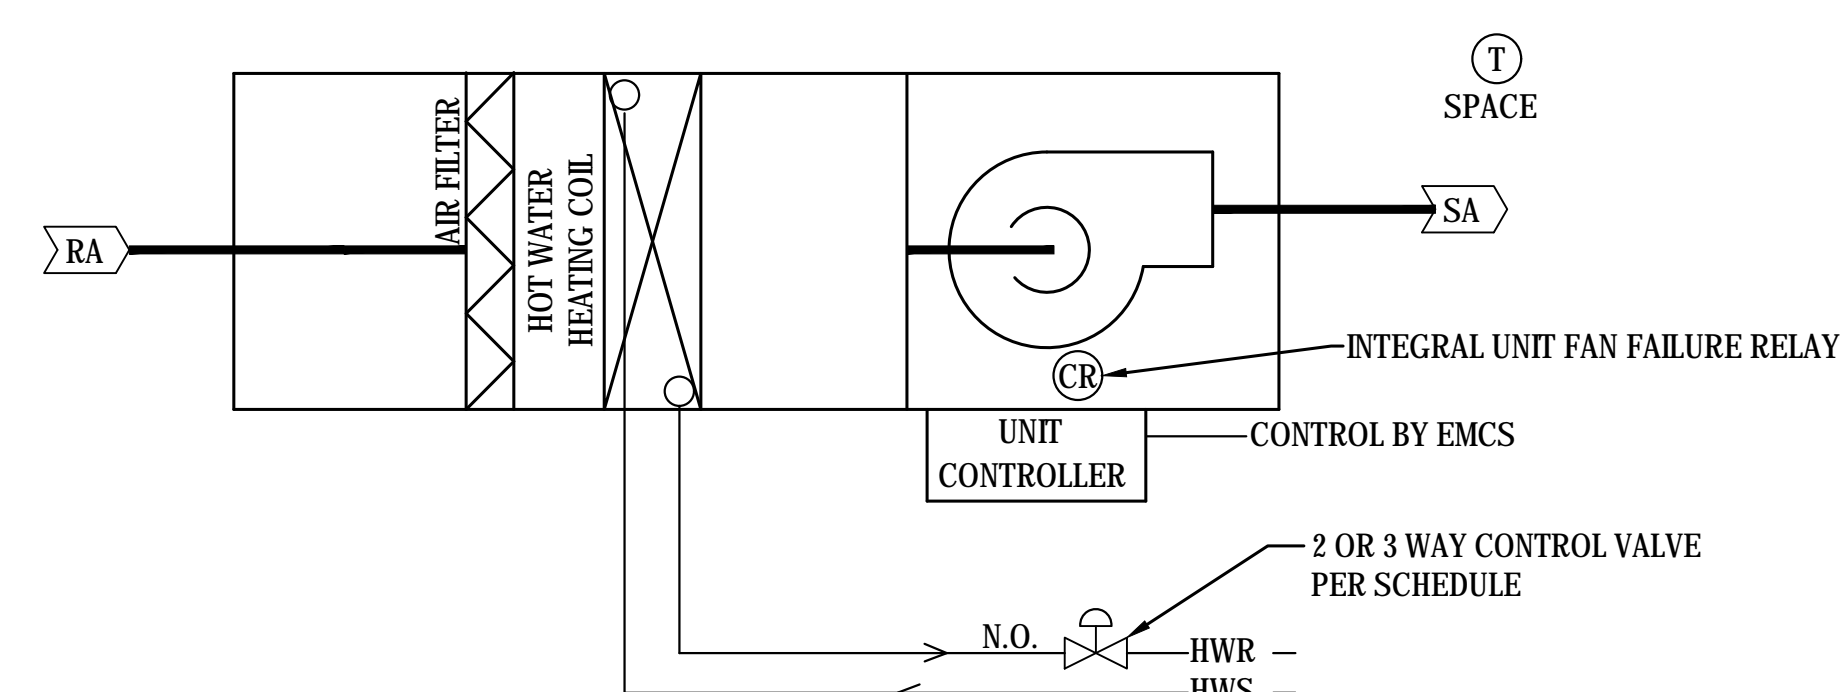 T
SPACE
AIR FILTER
HOT WATER
HEATING COIL
RA
SA
INTEGRAL UNIT FAN FAILURE RELAY
CR
UNIT
CONTROLLER
CONTROL BY EMCS
2 OR 3 WAY CONTROL VALVE
PER SCHEDULE
N.O.
HWR
HWS